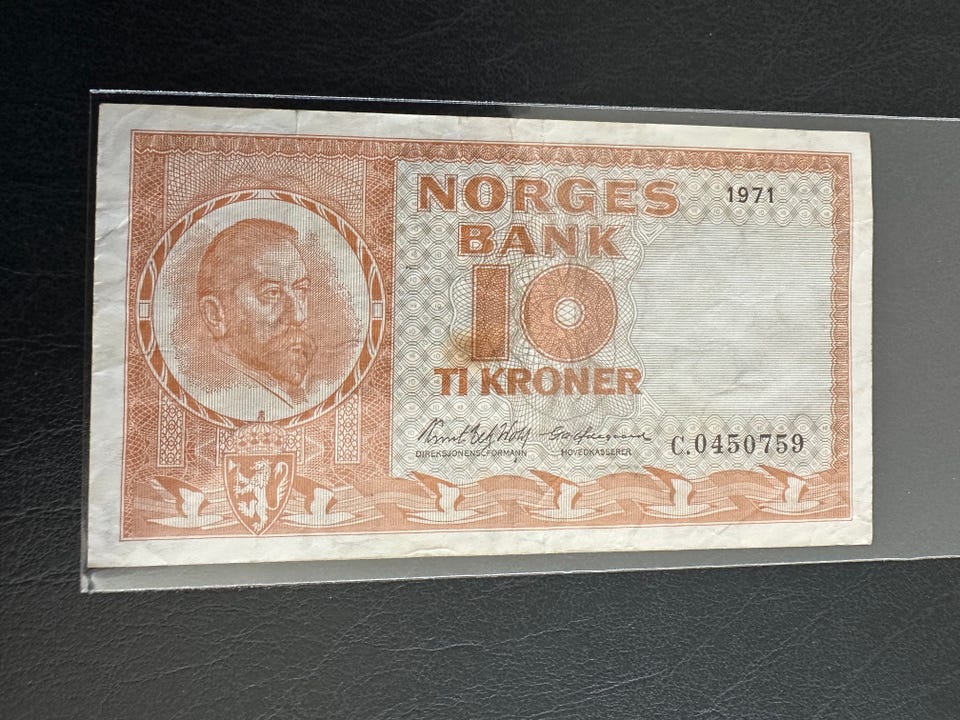 NORGES 1971
BANK
10
TI KRONER
DIREKSJONENS FORMANN HOVEDKASSERER C.0450759